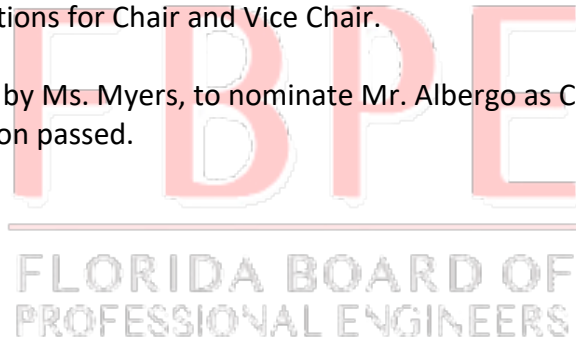 tions for Chair and Vice Chair.
by Ms. Myers, to nominate Mr. Albergo as C
on passed.
FBPE
FLORIDA BOARD OF
PROFESSIONAL ENGINEERS